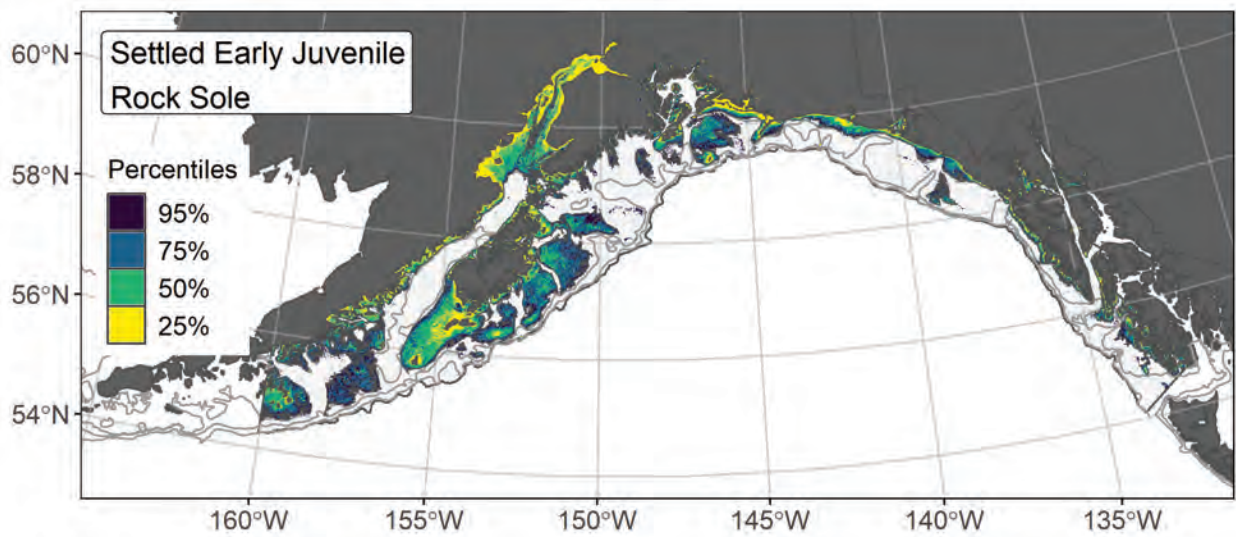 Settled Early Juvenile
Rock Sole
Percentiles
95%
75%
50%
25%
60°N
58°N
56°N
54°N
160°W
155°W
150°W
145°W
140°W
135°W